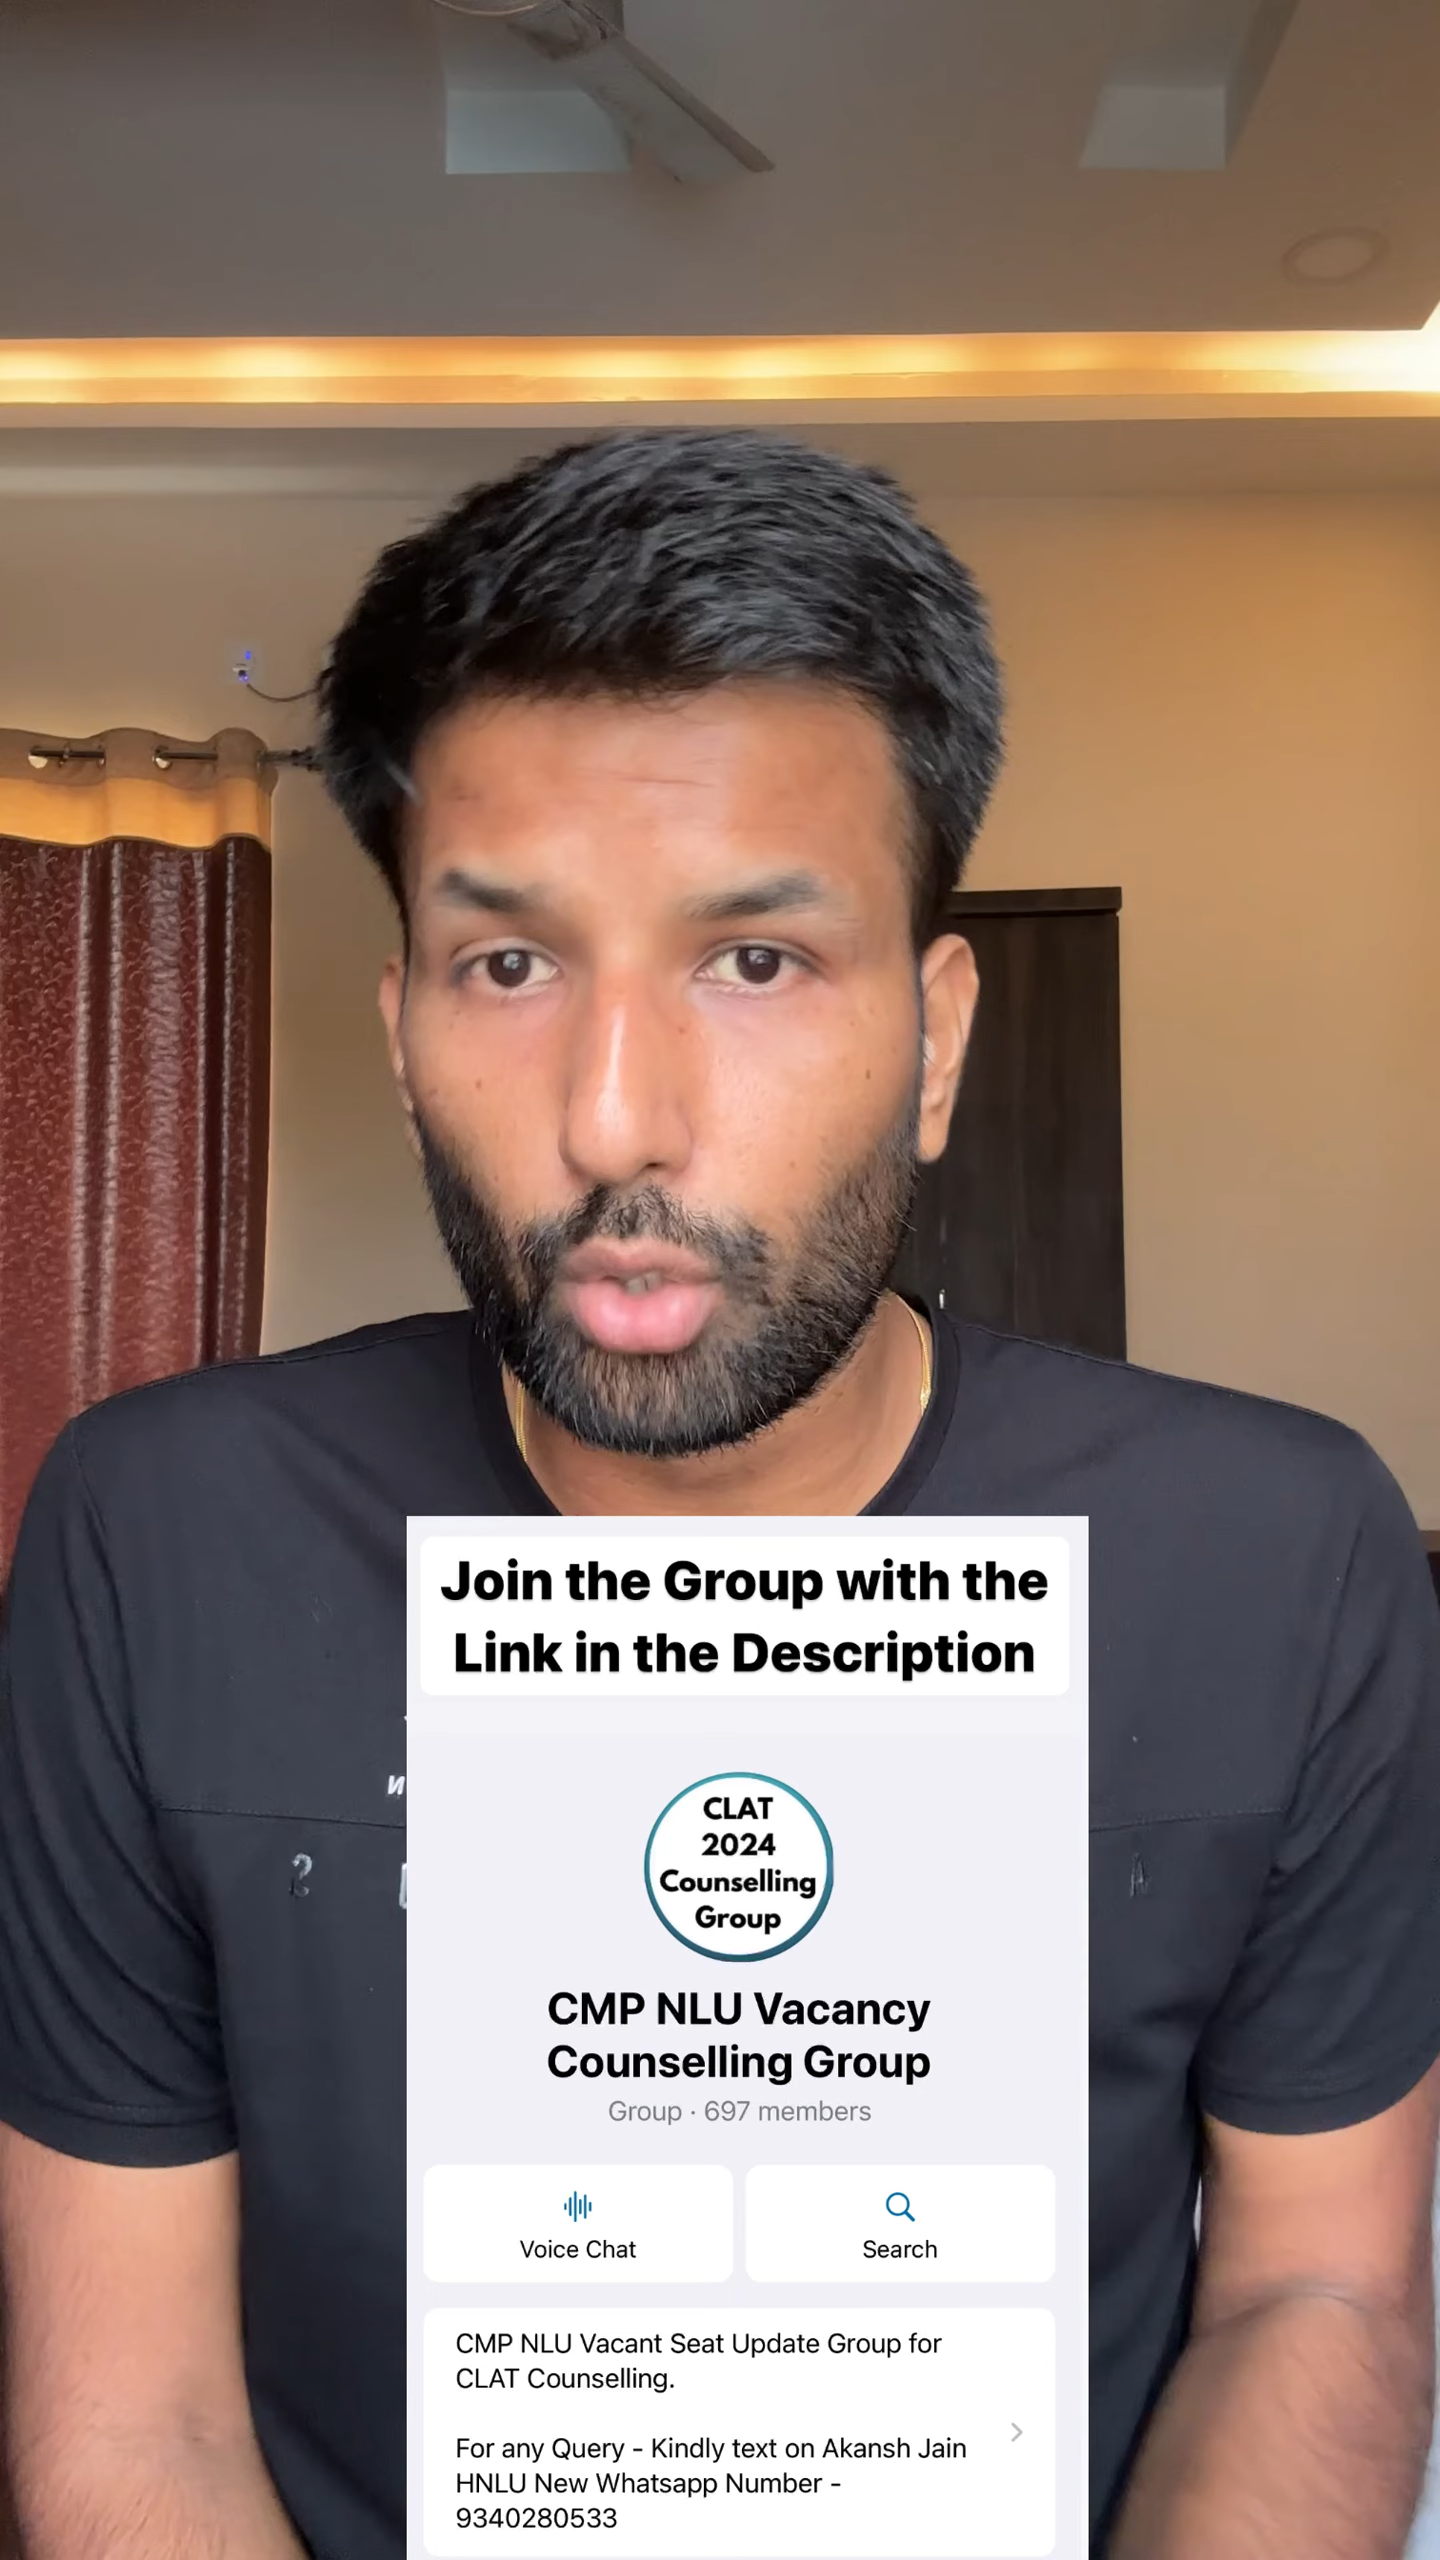 Join the Group with the
Link in the Description
CLAT
2024
Counselling
Group
CMP NLU Vacancy
Counselling Group
Group · 697 members
Voice Chat
Search
CMP NLU Vacant Seat Update Group for
CLAT Counselling.
For any Query - Kindly text on Akansh Jain
HNLU New Whatsapp Number -
9340280533